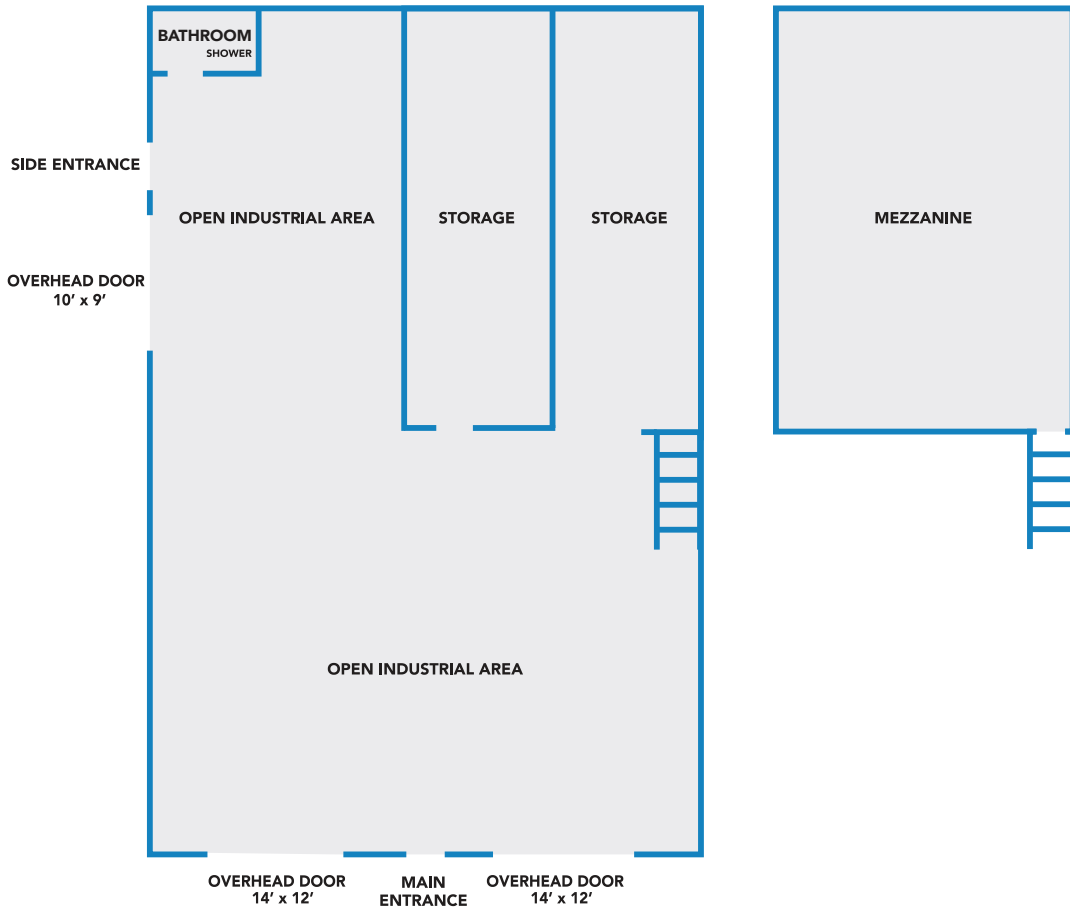 BATHROOM
SHOWER
SIDE ENTRANCE
OPEN INDUSTRIAL AREA
STORAGE
STORAGE
MEZZANINE
OVERHEAD DOOR
10’ x 9’
OPEN INDUSTRIAL AREA
OVERHEAD DOOR
14’ x 12’
MAIN
ENTRANCE
OVERHEAD DOOR
14’ x 12’